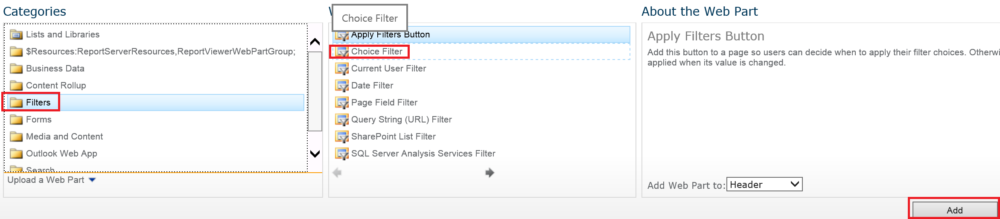 Categories
Lists and Libraries
$Resources:ReportServerResources,ReportViewerWebPartGroup;
Business Data
Content Rollup
Filters
Forms
Media and Content
Outlook Web App
Search
Upload a Web Part
Choice Filter
Apply Filters Button
Choice Filter
Current User Filter
Date Filter
Page Field Filter
Query String (URL) Filter
SharePoint List Filter
SQL Server Analysis Services Filter
About the Web Part
Apply Filters Button
Add this button to a page so users can decide when to apply their filter choices. Otherwi
applied when its value is changed.
Add Web Part to: Header
Add